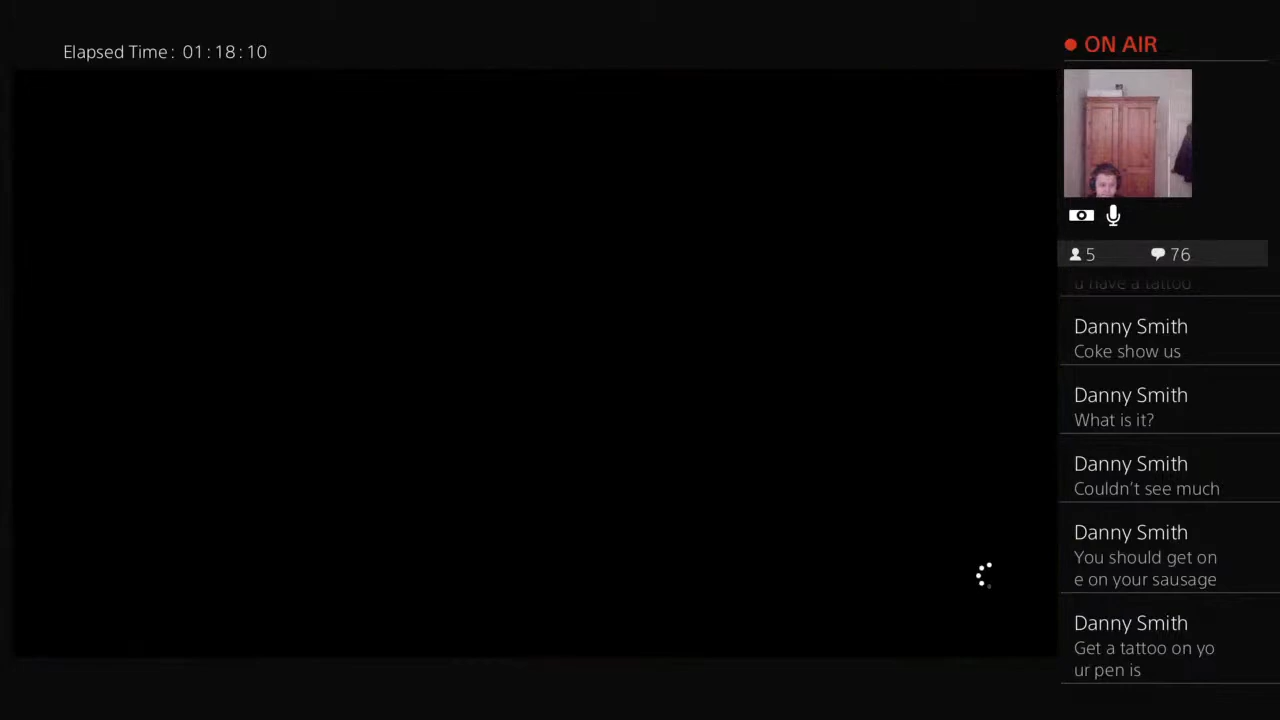 Elapsed Time: 01:18:10
ON AIR
5 76
u have a tattoo
Danny Smith
Coke show us
Danny Smith
What is it?
Danny Smith
Couldn't see much
Danny Smith
You should get on
e on your sausage
Danny Smith
Get a tattoo on yo
ur pen is